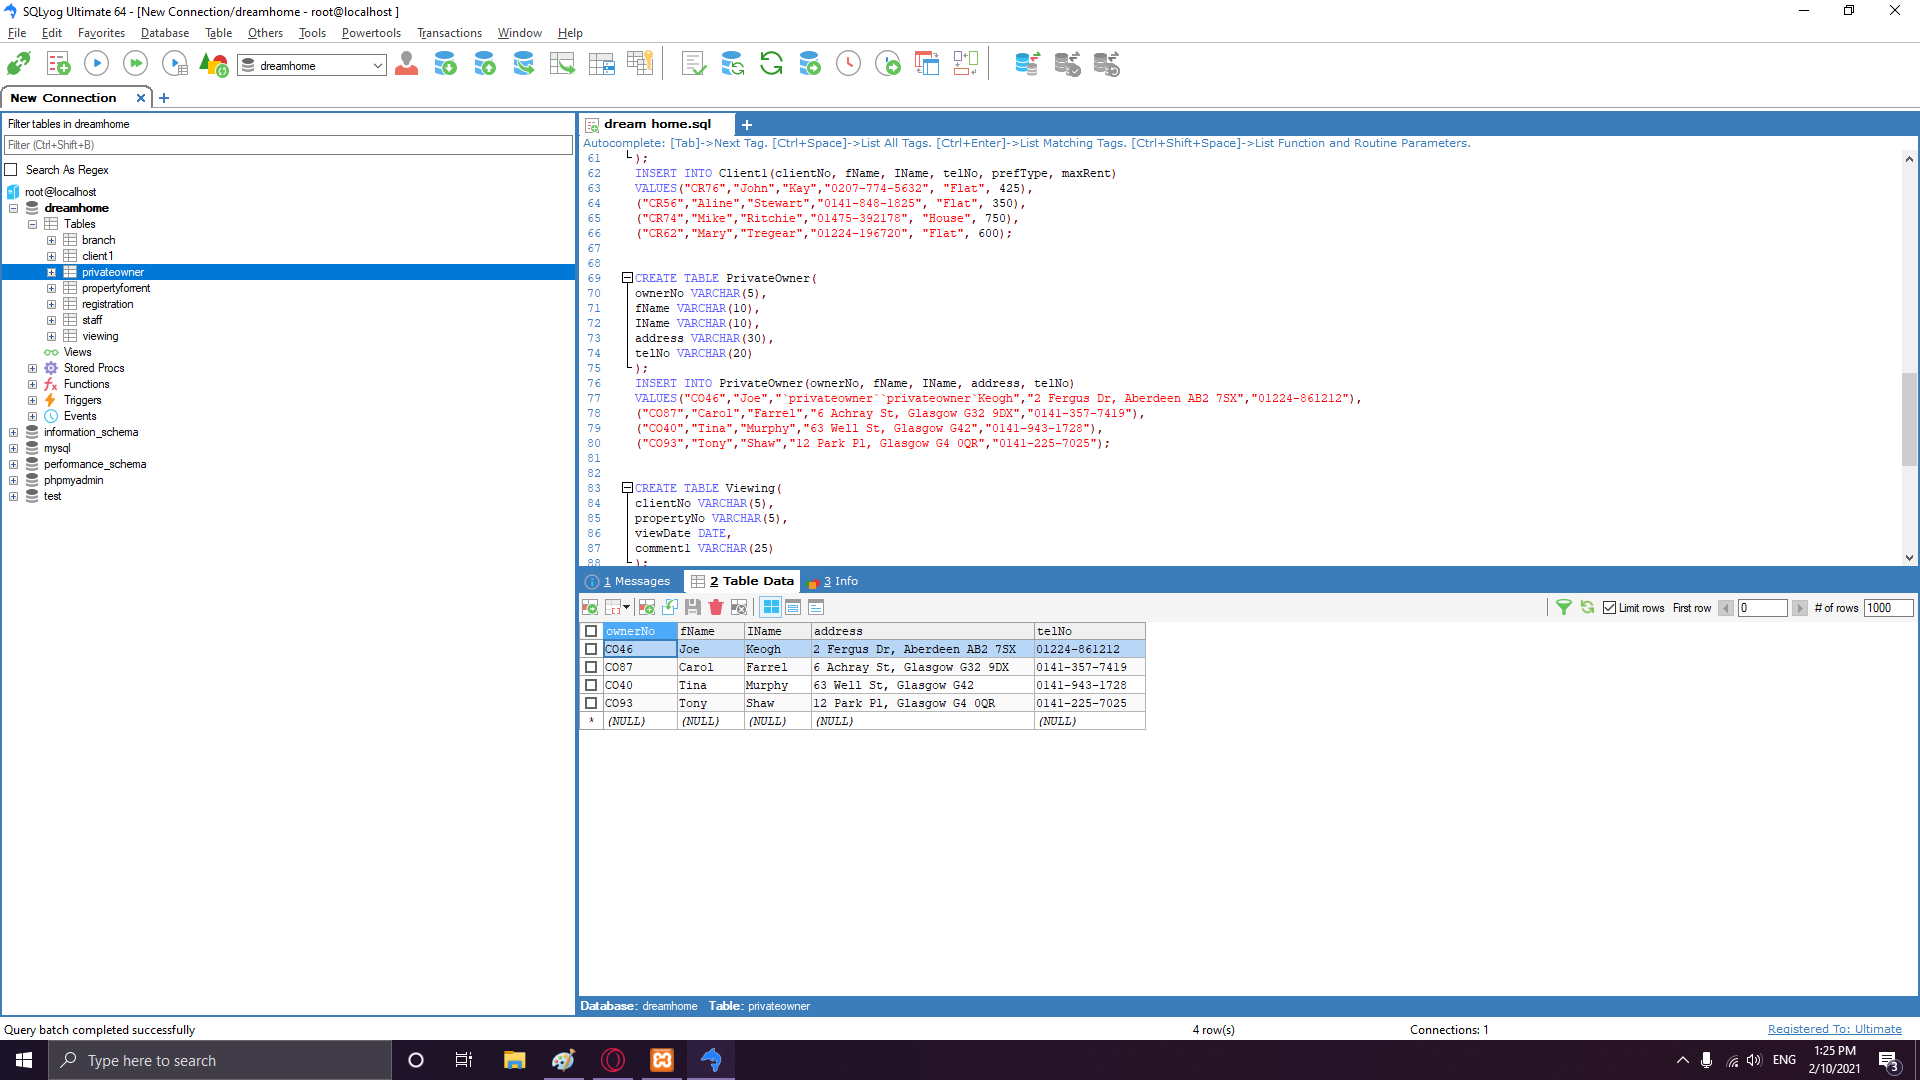 SQLyog Ultimate 64 - [New Connection/dreamhome - root@localhost ]
File Edit Favorites Database Table Others Tools Powertools Transactions Window Help
dreamhome
New Connection
Filter tables in dreamhome
Filter (Ctrl+Shift+B)
Search As Regex
root@localhost
dreamhome
Tables
branch
client1
privateowner
propertyforrent
registration
staff
viewing
Views
Stored Procs
Functions
Triggers
Events
information_schema
mysql
performance_schema
phpmyadmin
test
dream home.sql
Autocomplete: [Tab]->Next Tag. [Ctrl+Space]->List All Tags. [Ctrl+Enter]->List Matching Tags. [Ctrl+Shift+Space]->List Function and Routine Parameters.
61 );
62 INSERT INTO Client1(clientNo, fName, IName, telNo, prefType, maxRent)
63 VALUES("CR76","John","Kay","0207-774-5632", "Flat", 425),
64 ("CR56","Aline","Stewart","0141-848-1825", "Flat", 350),
65 ("CR74","Mike","Ritchie","01475-392178", "House", 750),
66 ("CR62","Mary","Tregear","01224-196720", "Flat", 600);
67
68
69 CREATE TABLE PrivateOwner(
70 ownerNo VARCHAR(5),
71 fName VARCHAR(10),
72 IName VARCHAR(10),
73 address VARCHAR(30),
74 telNo VARCHAR(20)
75 );
76 INSERT INTO PrivateOwner(ownerNo, fName, IName, address, telNo)
77 VALUES("CO46","Joe","`privateowner``privateowner`Keogh","2 Fergus Dr, Aberdeen AB2 7SX","01224-861212"),
78 ("CO87","Carol","Farrel","6 Achray St, Glasgow G32 9DX","0141-357-7419"),
79 ("CO40","Tina","Murphy","63 Well St, Glasgow G42","0141-943-1728"),
80 ("CO93","Tony","Shaw","12 Park Pl, Glasgow G4 0QR","0141-225-7025");
81
82
83 CREATE TABLE Viewing(
84 clientNo VARCHAR(5),
85 propertyNo VARCHAR(5),
86 viewDate DATE,
87 comment1 VARCHAR(25)
88 );
1 Messages 2 Table Data 3 Info
Limit rows First row 0 # of rows 1000
ownerNo fName IName address telNo
CO46 Joe Keogh 2 Fergus Dr, Aberdeen AB2 7SX 01224-861212
CO87 Carol Farrel 6 Achray St, Glasgow G32 9DX 0141-357-7419
CO40 Tina Murphy 63 Well St, Glasgow G42 0141-943-1728
CO93 Tony Shaw 12 Park Pl, Glasgow G4 0QR 0141-225-7025
* (NULL) (NULL) (NULL) (NULL) (NULL)
Database: dreamhome Table: privateowner
Query batch completed successfully 4 row(s) Connections: 1 Registered To: Ultimate
Type here to search
ENG
1:25 PM
2/10/2021
3